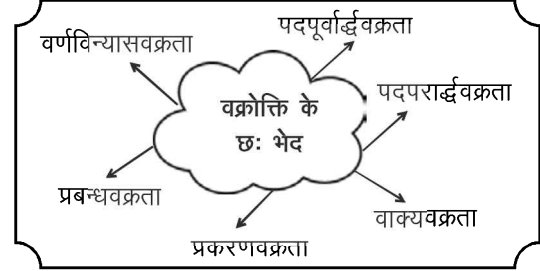 पदपूर्वार्द्धवक्रता
वर्णविन्यासवक्रता
पदपरार्द्धवक्रता
वक्रोक्ति के
छः भेद
प्रबन्धवक्रता
वाक्यवक्रता
प्रकरणवक्रता